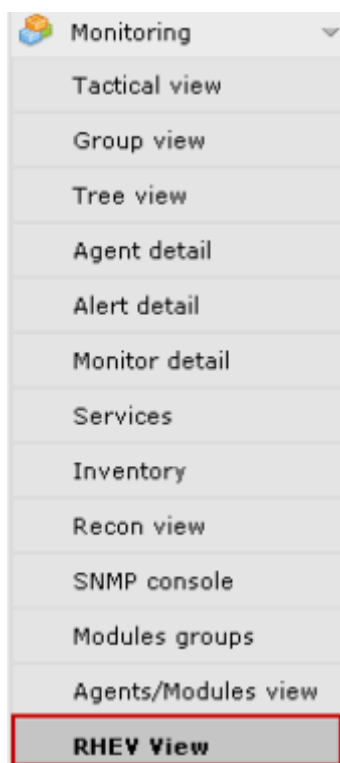 Monitoring
Tactical view
Group view
Tree view
Agent detail
Alert detail
Monitor detail
Services
Inventory
Recon view
SNMP console
Modules groups
Agents/Modules view
RHEV View